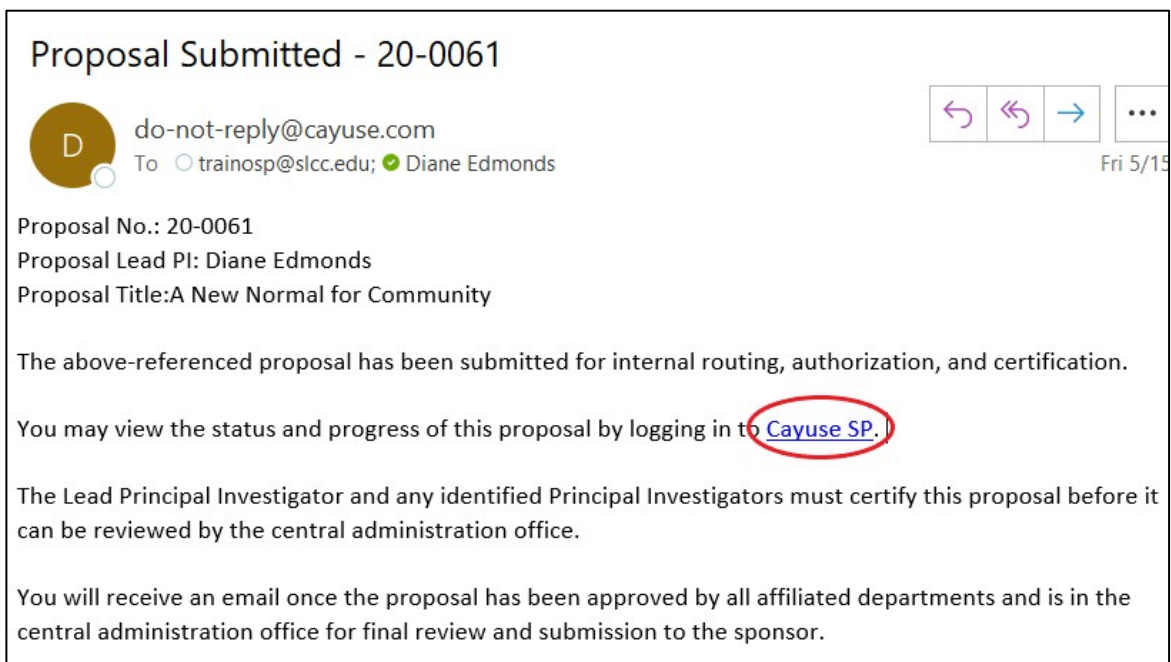 Proposal Submitted - 20-0061
D
do-not-reply@cayuse.com
To trainosp@slcc.edu; Diane Edmonds
Fri 5/15
Proposal No.: 20-0061
Proposal Lead PI: Diane Edmonds
Proposal Title:A New Normal for Community
The above-referenced proposal has been submitted for internal routing, authorization, and certification.
You may view the status and progress of this proposal by logging in to Cayuse SP.
The Lead Principal Investigator and any identified Principal Investigators must certify this proposal before it
can be reviewed by the central administration office.
You will receive an email once the proposal has been approved by all affiliated departments and is in the
central administration office for final review and submission to the sponsor.